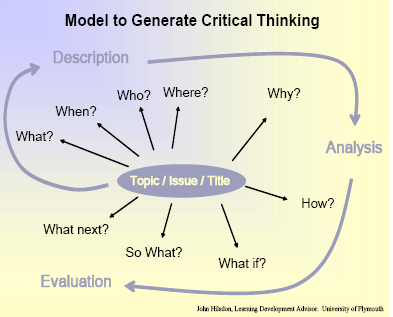 Model to Generate Critical Thinking
Description
Who?
Where?
Why?
When?
What?
Analysis
Topic / Issue / Title
How?
What next?
So What?
What if?
Evaluation
John Hilsdon, Learning Development Advisor. University of Plymouth